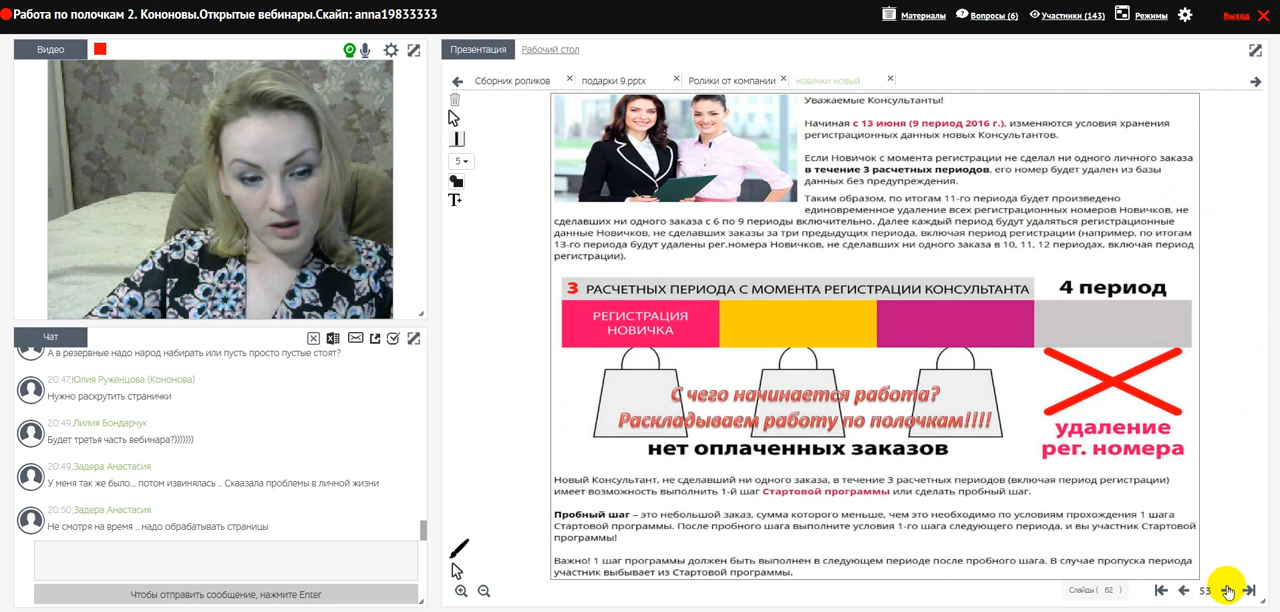 Работа по полочкам 2. Кононовы.Открытые вебинары.Скайп: anna19833333
Материалы
Вопросы (6)
Участники (143)
Режимы
Выход
Видео
Презентация
Рабочий стол
Сборник роликов
подарки 9.pptx
Ролики от компании
новички новый
5
T+
Уважаемые Консультанты!
Начиная с 13 июня (9 период 2016 г.), изменяются условия хранения
регистрационных данных новых Консультантов.
Если Новичок с момента регистрации не сделал ни одного личного заказа
в течение 3 расчетных периодов, его номер будет удален из базы
данных без предупреждения.
Таким образом, по итогам 11-го периода будет произведено
единовременное удаление всех регистрационных номеров Новичков, не
сделавших ни одного заказа с 6 по 9 периоды включительно. Далее каждый период будут удаляться регистрационные
данные Новичков, не сделавших заказы за три предыдущих периода, включая период регистрации (например, по итогам
13-го периода будут удалены рег.номера Новичков, не сделавших ни одного заказа в 10, 11, 12 периодах, включая период
регистрации).
3 РАСЧЕТНЫХ ПЕРИОДА С МОМЕНТА РЕГИСТРАЦИИ КОНСУЛЬТАНТА
4 период
РЕГИСТРАЦИЯ
НОВИЧКА
С чего начинается работа?
Раскладываем работу по полочкам!!!!
нет оплаченных заказов
удаление
рег. номера
Новый Консультант, не сделавший ни одного заказа, в течение 3 расчетных периодов (включая период регистрации)
имеет возможность выполнить 1-й шаг Стартовой программы или сделать пробный шаг.
Пробный шаг – это небольшой заказ, сумма которого меньше, чем это необходимо по условиям прохождения 1 шага
Стартовой программы. После пробного шага выполните условия 1-го шага следующего периода, и вы участник Стартовой
программы!
Важно! 1 шаг программы должен быть выполнен в следующем периоде после пробного шага. В случае пропуска периода
участник выбывает из Стартовой программы.
Слайды ( 62 )
53
Чат
А в резервные надо народ набирать или пусть просто пустые стоят?
20:47,Юлия Руженцова (Кононова)
Нужно раскрутить странички
20:49,Лилия Бондарчук
Будет третья часть вебинара?)))))))
20:49,Задера Анастасия
У меня так же было... потом извинялась .. Скаазала проблемы в личной жизни
20:50,Задера Анастасия
Не смотря на время .. надо обрабатывать страницы
Чтобы отправить сообщение, нажмите Enter